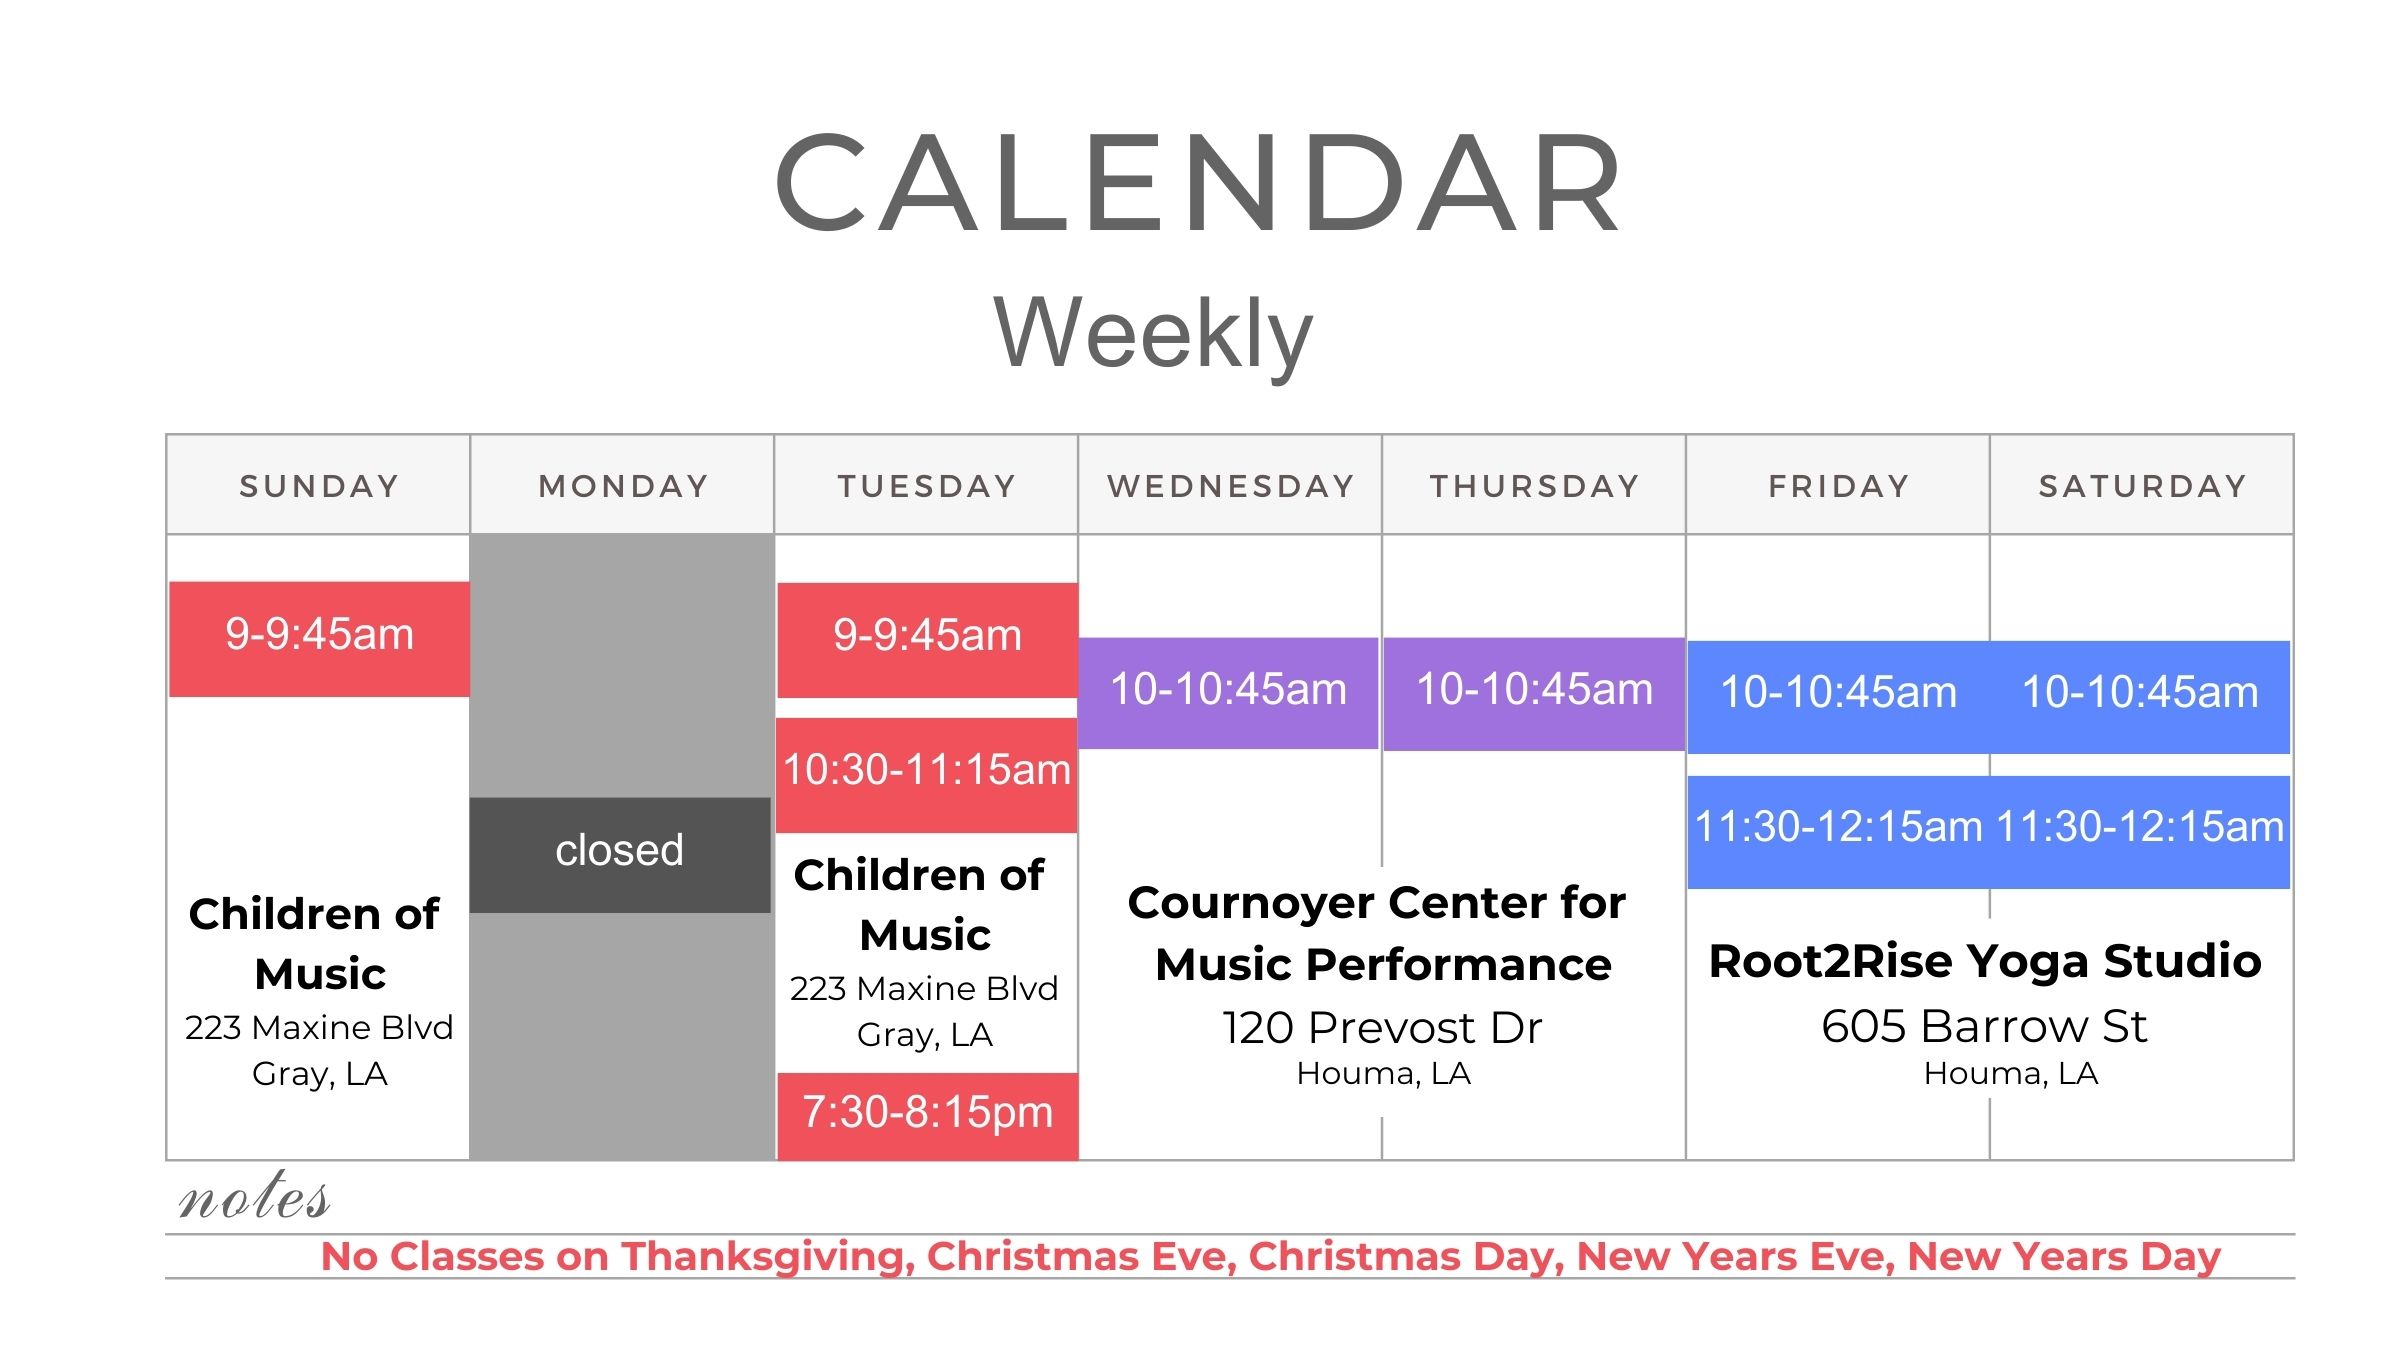 CALENDAR
Weekly
SUNDAY MONDAY TUESDAY WEDNESDAY THURSDAY FRIDAY SATURDAY
9-9:45am
Children of
Music
223 Maxine Blvd
Gray, LA
closed
9-9:45am
10:30-11:15am
Children of
Music
223 Maxine Blvd
Gray, LA
7:30-8:15pm
10-10:45am 10-10:45am
Cournoyer Center for
Music Performance
120 Prevost Dr
Houma, LA
10-10:45am 10-10:45am
11:30-12:15am 11:30-12:15am
Root2Rise Yoga Studio
605 Barrow St
Houma, LA
notes
No Classes on Thanksgiving, Christmas Eve, Christmas Day, New Years Eve, New Years Day